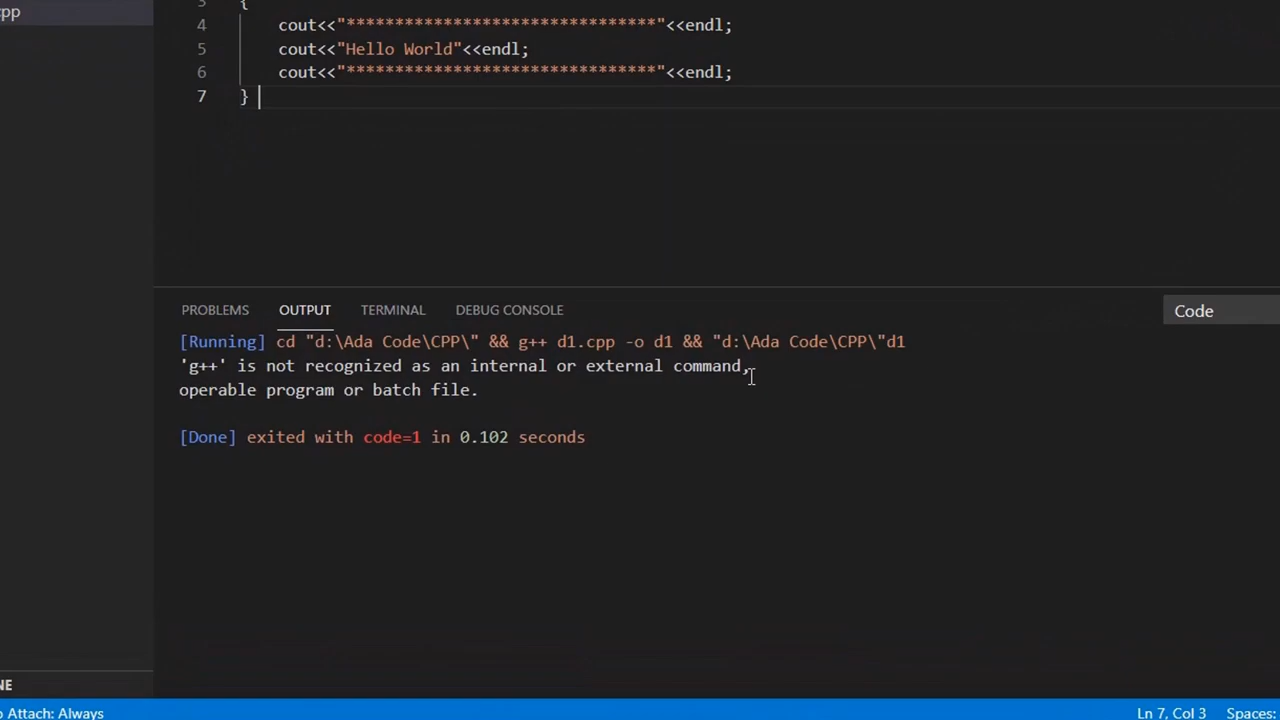 cpp
3 {
4 cout<<"********************************"<<endl;
5 cout<<"Hello World"<<endl;
6 cout<<"********************************"<<endl;
7 }
PROBLEMS OUTPUT TERMINAL DEBUG CONSOLE Code
[Running] cd "d:\Ada Code\CPP\" && g++ d1.cpp -o d1 && "d:\Ada Code\CPP\"d1
'g++' is not recognized as an internal or external command,
operable program or batch file.
[Done] exited with code=1 in 0.102 seconds
NE
o Attach: Always Ln 7, Col 3 Spaces: